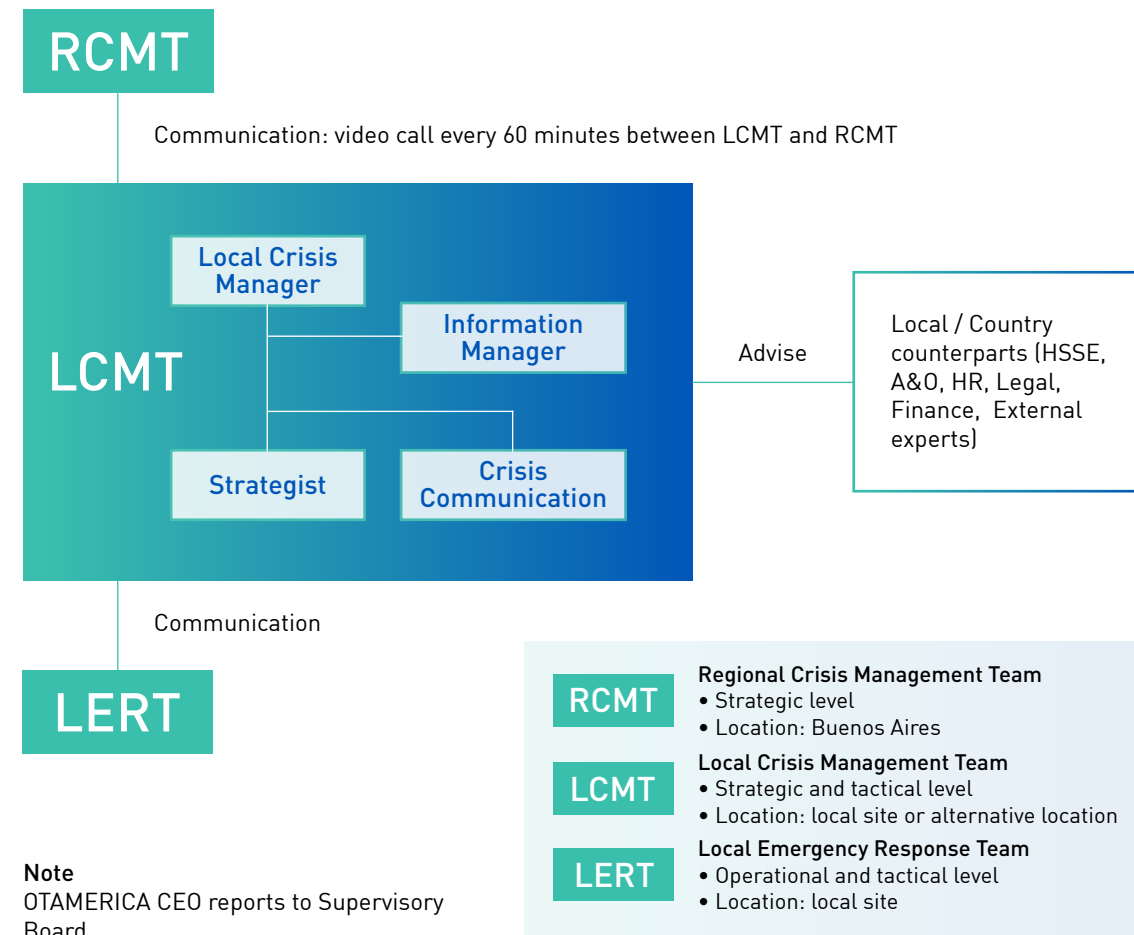 RCMT
Communication: video call every 60 minutes between LCMT and RCMT
LCMT
Local Crisis
Manager
Information
Manager
Strategist
Crisis
Communication
Advise
Local / Country
counterparts (HSSE,
A&O, HR, Legal,
Finance,  External
experts)
Communication
LERT
RCMT
Regional Crisis Management Team
• Strategic level
• Location: Buenos Aires
LCMT
Local Crisis Management Team
• Strategic and tactical level
• Location: local site or alternative location
LERT
Local Emergency Response Team
• Operational and tactical level
• Location: local site
Note
OTAMERICA CEO reports to Supervisory
Board